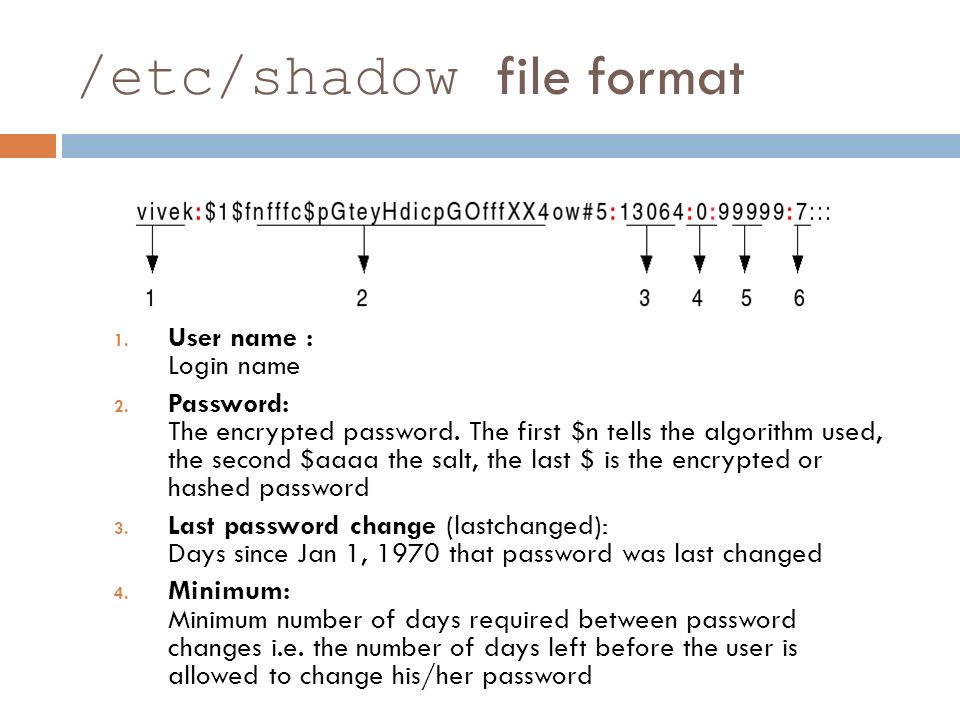 /etc/shadow file format
vivek:$1$fnfffc$pGteyHdicpGOfffXX4ow#5:13064:0:99999:7:::
1 2 3 4 5 6
1. User name :
Login name
2. Password:
The encrypted password. The first $n tells the algorithm used,
the second $aaaa the salt, the last $ is the encrypted or
hashed password
3. Last password change (lastchanged):
Days since Jan 1, 1970 that password was last changed
4. Minimum:
Minimum number of days required between password
changes i.e. the number of days left before the user is
allowed to change his/her password